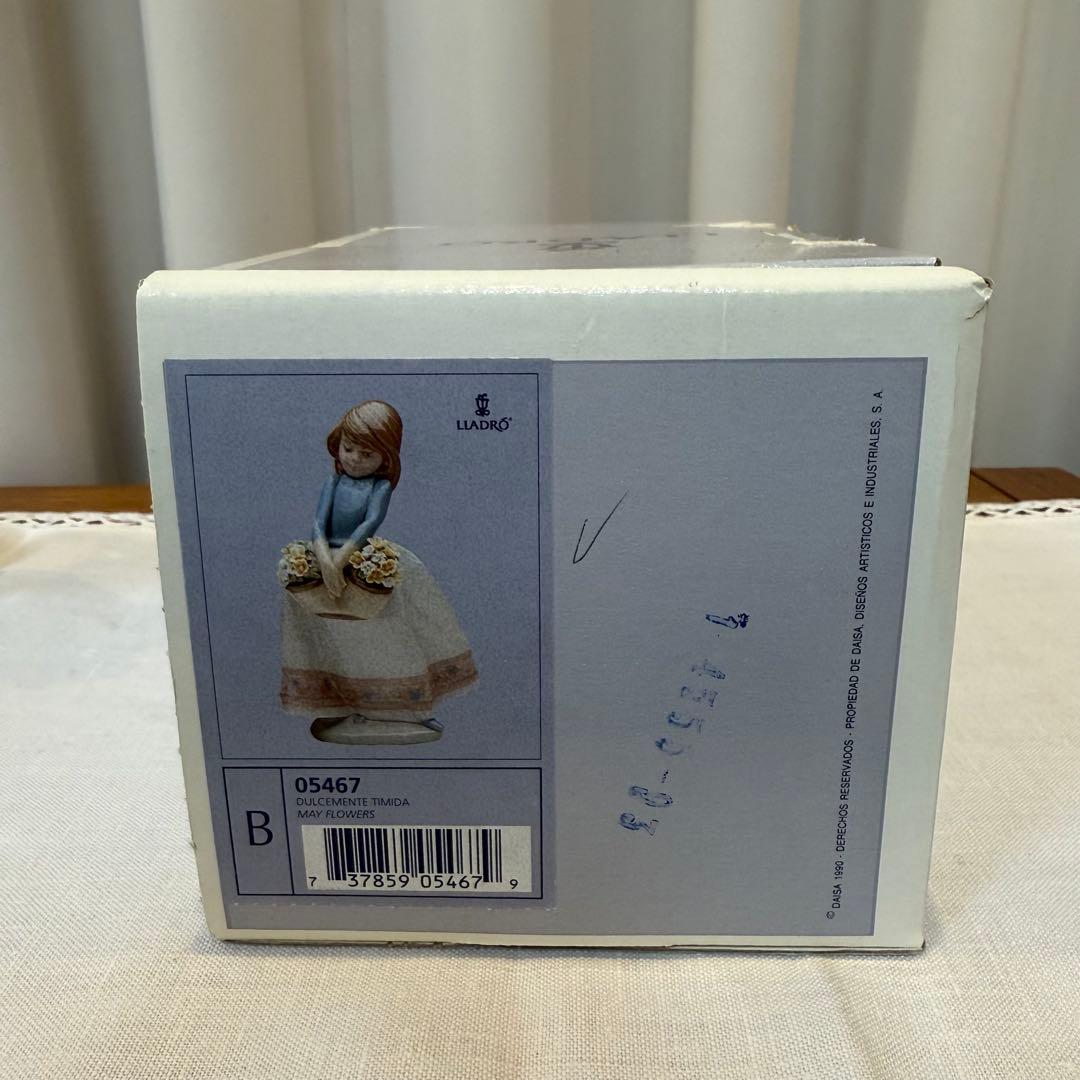 LLADRÓ
05467
DULCEMENTE TIMIDA
MAY FLOWERS
B
7 37859 05467 9
© DAISA 1990 - DERECHOS RESERVADOS - PROPIEDAD DE DAISA, DISEÑOS ARTISTICOS E INDUSTRIALES, S. A.